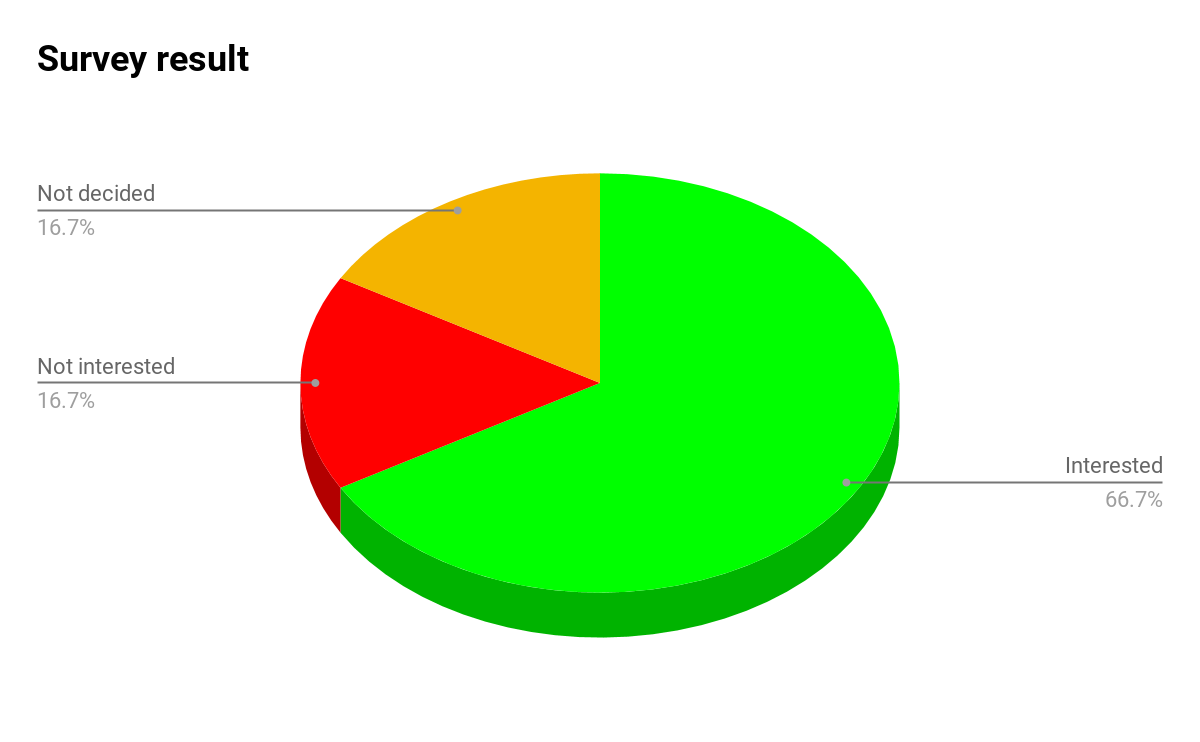 Survey result
Not decided
16.7%
Not interested
16.7%
Interested
66.7%